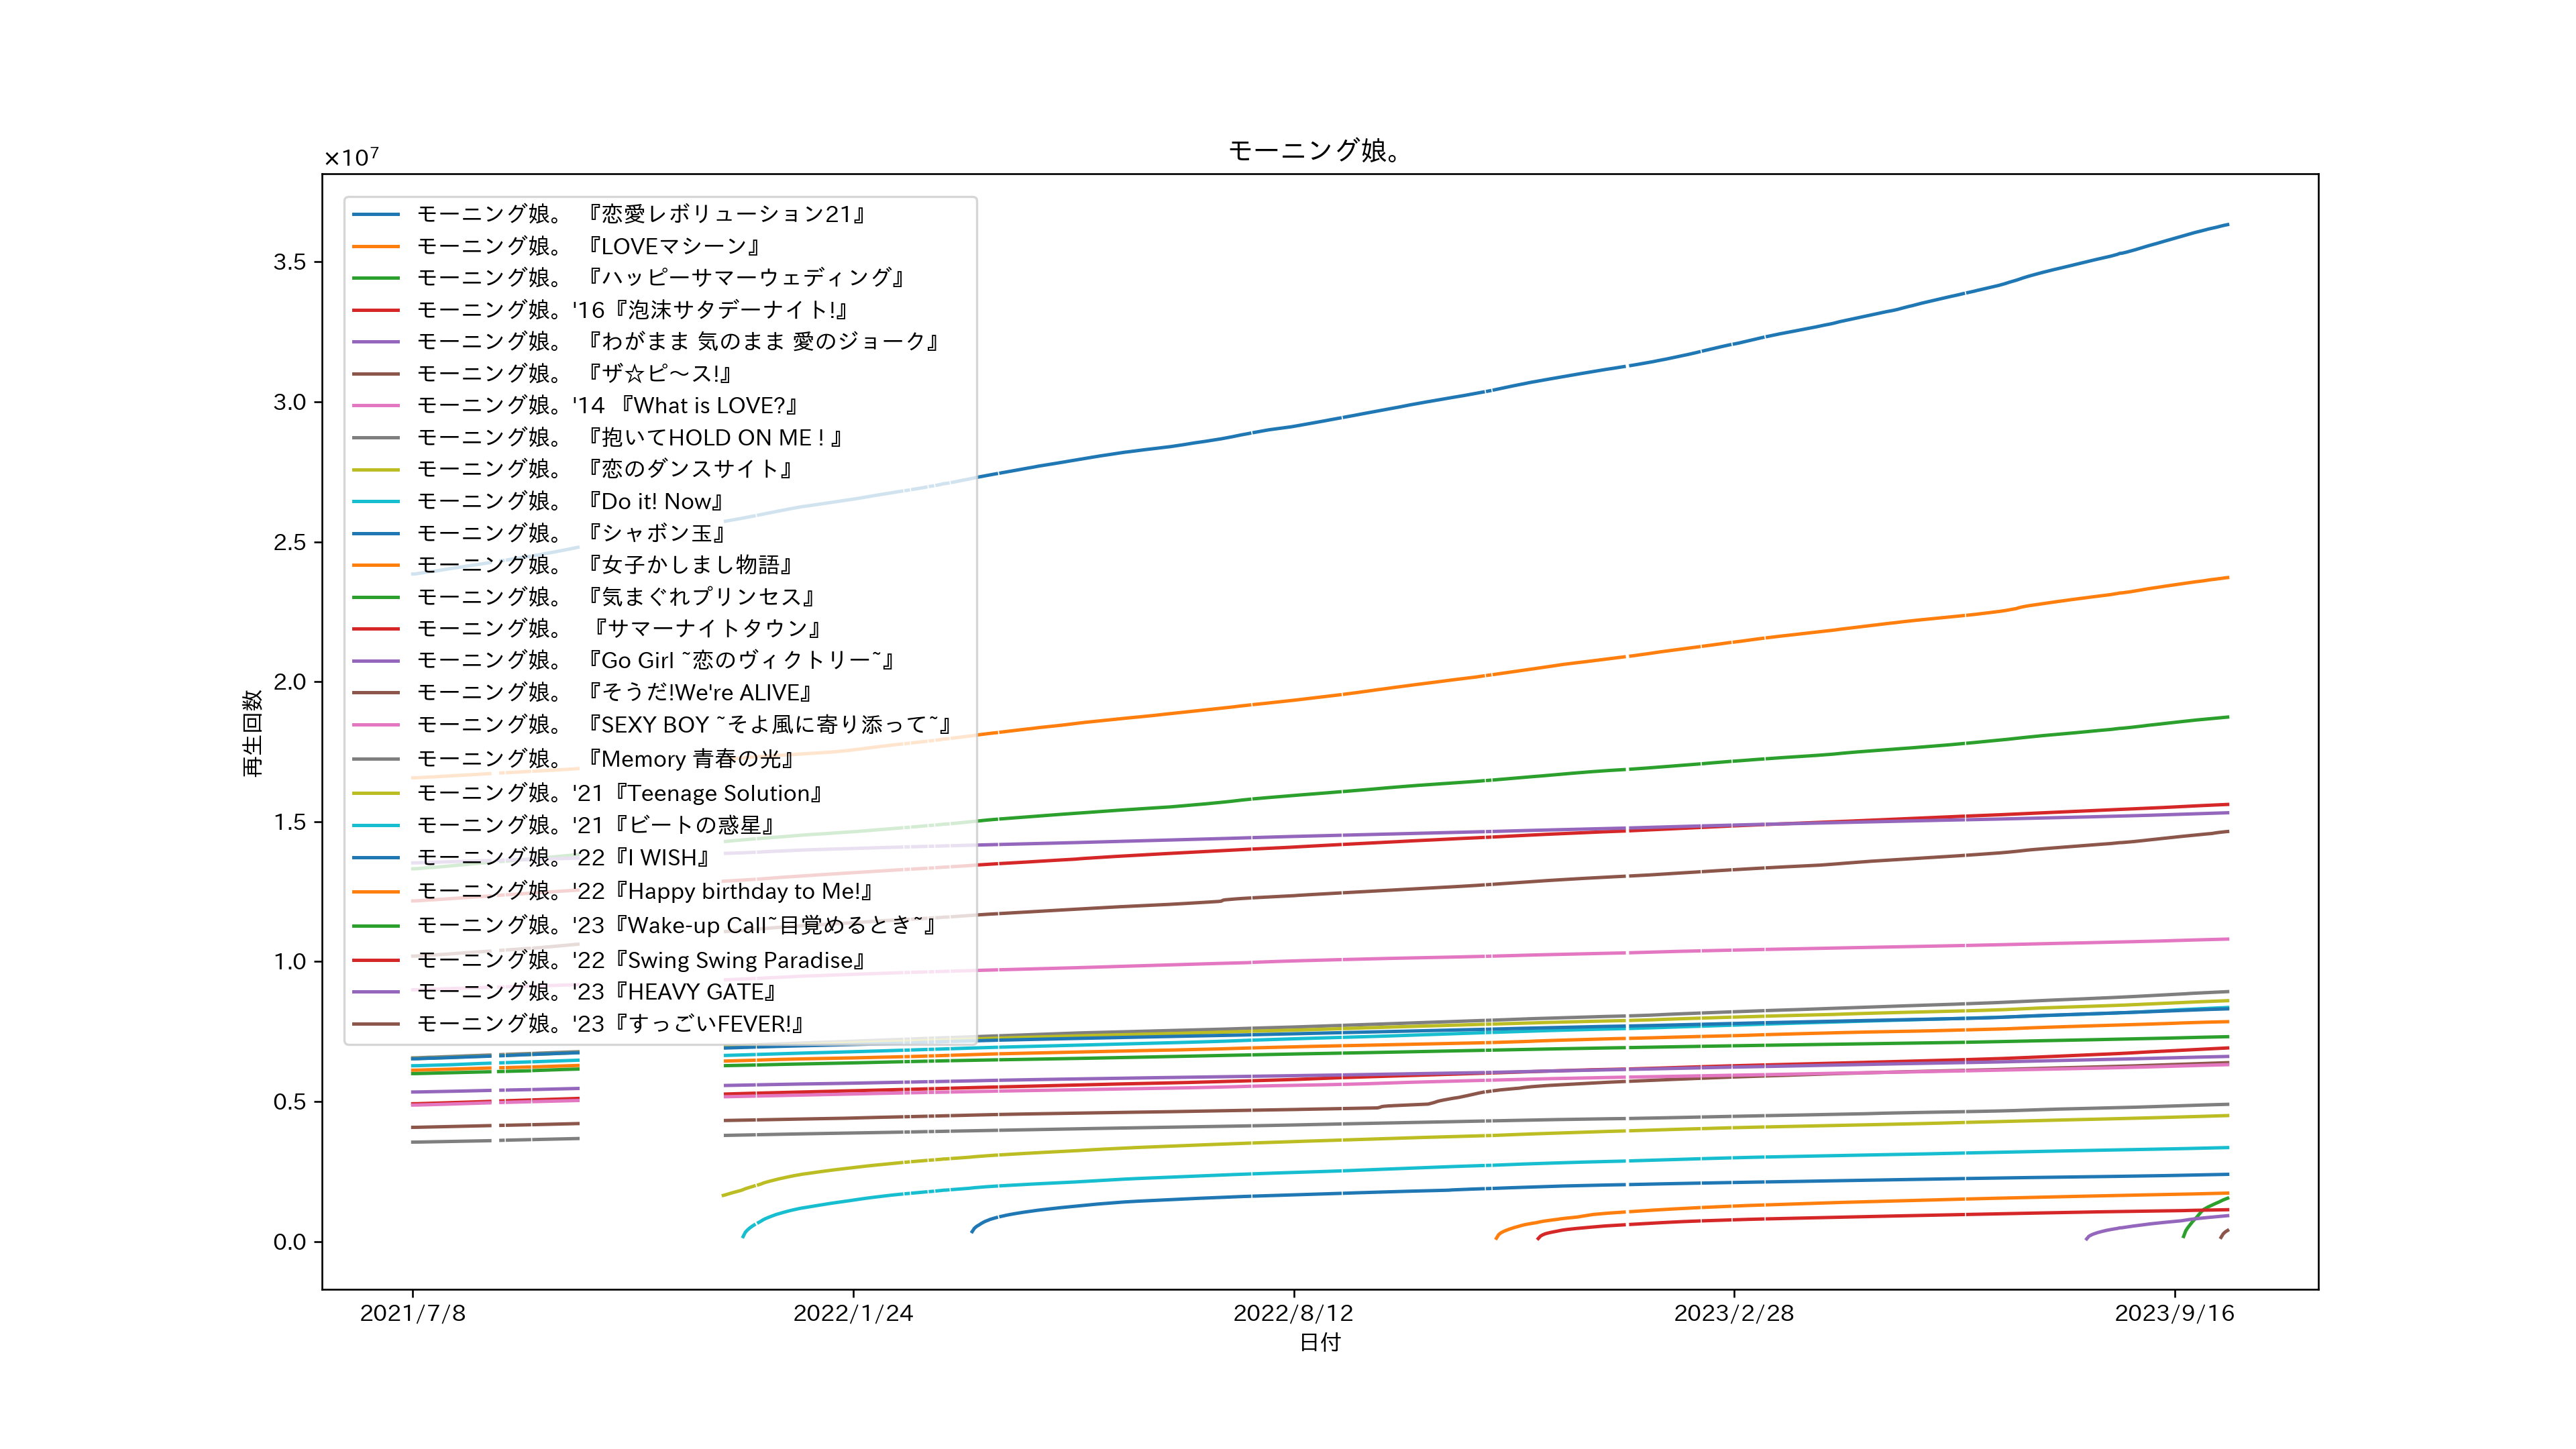 モーニング娘。
×10⁷
モーニング娘。 『恋愛レボリューション21』
モーニング娘。 『LOVEマシーン』
モーニング娘。 『ハッピーサマーウェディング』
モーニング娘。'16『泡沫サタデーナイト!』
モーニング娘。 『わがまま 気のまま 愛のジョーク』
モーニング娘。 『ザ☆ピ〜ス!』
モーニング娘。'14 『What is LOVE?』
モーニング娘。 『抱いてHOLD ON ME ! 』
モーニング娘。 『恋のダンスサイト』
モーニング娘。 『Do it! Now』
モーニング娘。 『シャボン玉』
モーニング娘。 『女子かしまし物語』
モーニング娘。 『気まぐれプリンセス』
モーニング娘。 『サマーナイトタウン』
モーニング娘。 『Go Girl ~恋のヴィクトリー~』
モーニング娘。 『そうだ!We're ALIVE』
モーニング娘。 『SEXY BOY ~そよ風に寄り添って~』
モーニング娘。 『Memory 青春の光』
モーニング娘。'21『Teenage Solution』
モーニング娘。'21『ビートの惑星』
モーニング娘。'22『I WISH』
モーニング娘。'22『Happy birthday to Me!』
モーニング娘。'23『Wake-up Call~目覚めるとき~』
モーニング娘。'22『Swing Swing Paradise』
モーニング娘。'23『HEAVY GATE』
モーニング娘。'23『すっごいFEVER!』
再生回数
3.5
3.0
2.5
2.0
1.5
1.0
0.5
0.0
2021/7/8 2022/1/24 2022/8/12 2023/2/28 2023/9/16
日付